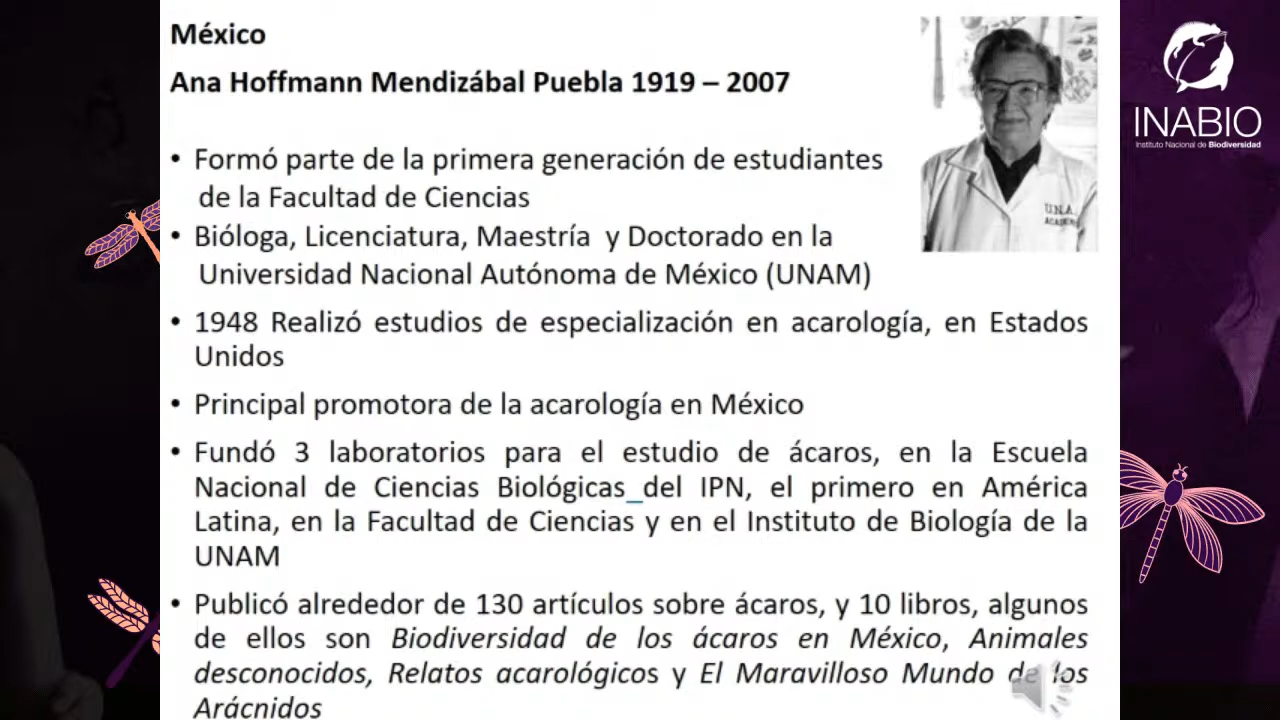 México
Ana Hoffmann Mendizábal Puebla 1919 – 2007
• Formó parte de la primera generación de estudiantes
de la Facultad de Ciencias
• Bióloga, Licenciatura, Maestría y Doctorado en la
Universidad Nacional Autónoma de México (UNAM)
• 1948 Realizó estudios de especialización en acarología, en Estados
Unidos
• Principal promotora de la acarología en México
• Fundó 3 laboratorios para el estudio de ácaros, en la Escuela
Nacional de Ciencias Biológicas del IPN, el primero en América
Latina, en la Facultad de Ciencias y en el Instituto de Biología de la
UNAM
• Publicó alrededor de 130 artículos sobre ácaros, y 10 libros, algunos
de ellos son Biodiversidad de los ácaros en México, Animales
desconocidos, Relatos acarológicos y El Maravilloso Mundo de los
Arácnidos
INABIO
Instituto Nacional de Biodiversidad
U.N.A.